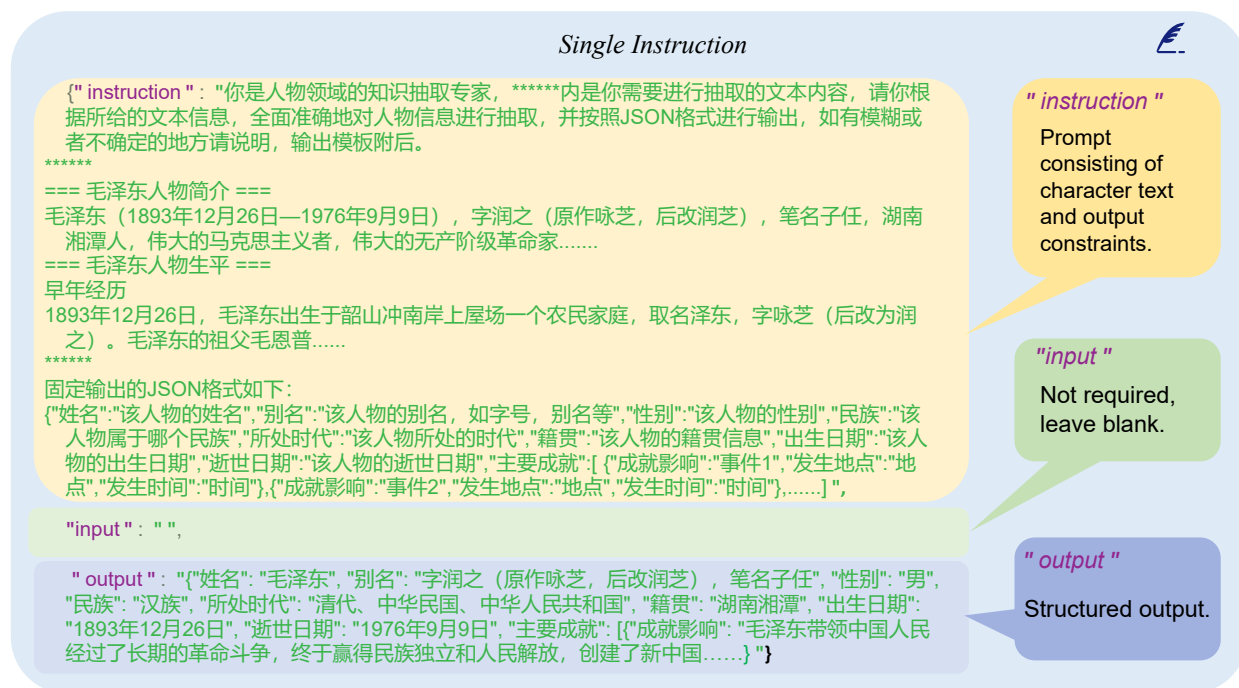 Single Instruction
{" instruction " : "你是人物领域的知识抽取专家，******内是你需要进行抽取的文本内容，请你根
据所给的文本信息，全面准确地对人物信息进行抽取，并按照JSON格式进行输出，如有模糊或
者不确定的地方请说明，输出模板附后。
******
=== 毛泽东人物简介 ===
毛泽东（1893年12月26日—1976年9月9日），字润之（原作咏芝，后改润芝），笔名子任，湖南
湘潭人，伟大的马克思主义者，伟大的无产阶级革命家.......
=== 毛泽东人物生平 ===
早年经历
1893年12月26日，毛泽东出生于韶山冲南岸上屋场一个农民家庭，取名泽东，字咏芝（后改为润
之）。毛泽东的祖父毛恩普......
******
固定输出的JSON格式如下：
{"姓名":"该人物的姓名","别名":"该人物的别名，如字号，别名等","性别":"该人物的性别","民族":"该
人物属于哪个民族","所处时代":"该人物所处的时代","籍贯":"该人物的籍贯信息","出生日期":"该人
物的出生日期","逝世日期":"该人物的逝世日期","主要成就":[ {"成就影响":"事件1","发生地点":"地
点","发生时间":"时间"},{"成就影响":"事件2","发生地点":"地点","发生时间":"时间"},......] ",
"input " : " ",
" output " : "{"姓名": "毛泽东", "别名": "字润之（原作咏芝，后改润芝），笔名子任", "性别": "男",
"民族": "汉族", "所处时代": "清代、中华民国、中华人民共和国", "籍贯": "湖南湘潭", "出生日期":
"1893年12月26日", "逝世日期": "1976年9月9日", "主要成就": [{"成就影响": "毛泽东带领中国人民
经过了长期的革命斗争，终于赢得民族独立和人民解放，创建了新中国……} "}
" instruction "
Prompt
consisting of
character text
and output
constraints.
"input "
Not required,
leave blank.
" output "
Structured output.